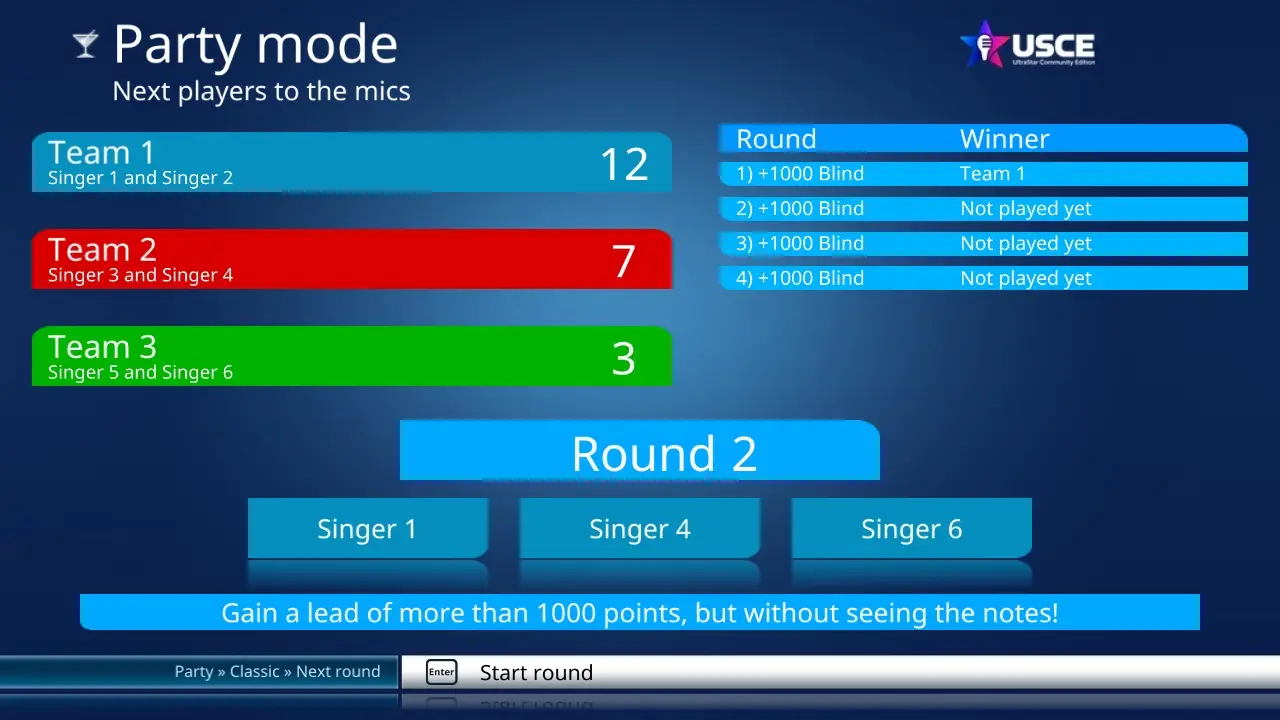 Party mode
Next players to the mics
USCE
UltraStar Community Edition
Team 1
Singer 1 and Singer 2
12
Team 2
Singer 3 and Singer 4
7
Team 3
Singer 5 and Singer 6
3
Round Winner
1) +1000 Blind Team 1
2) +1000 Blind Not played yet
3) +1000 Blind Not played yet
4) +1000 Blind Not played yet
Round 2
Singer 1 Singer 4 Singer 6
Gain a lead of more than 1000 points, but without seeing the notes!
Party » Classic » Next round
Enter Start round